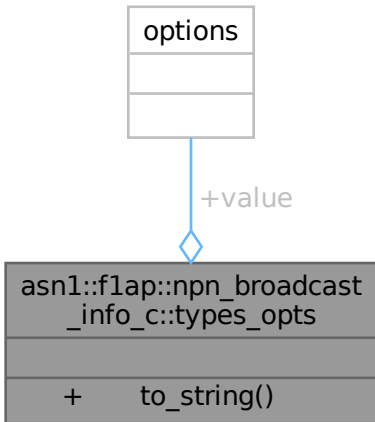 options
+value
asn1::f1ap::npn_broadcast
_info_c::types_opts
+ to_string()